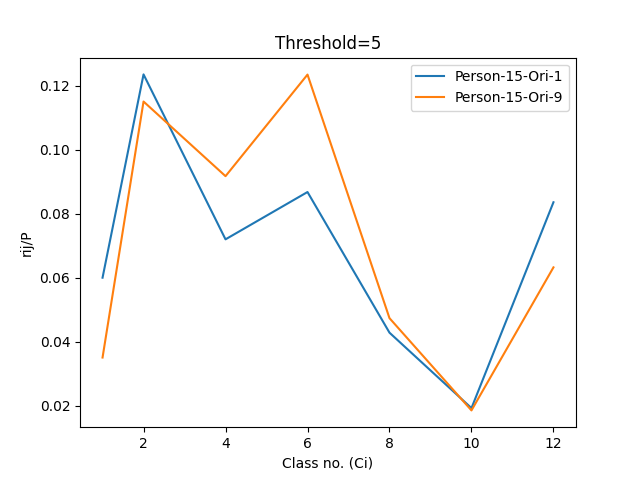 Threshold=5
Person-15-Ori-1
Person-15-Ori-9
rij/P
0.12
0.10
0.08
0.06
0.04
0.02
2 4 6 8 10 12
Class no. (Ci)